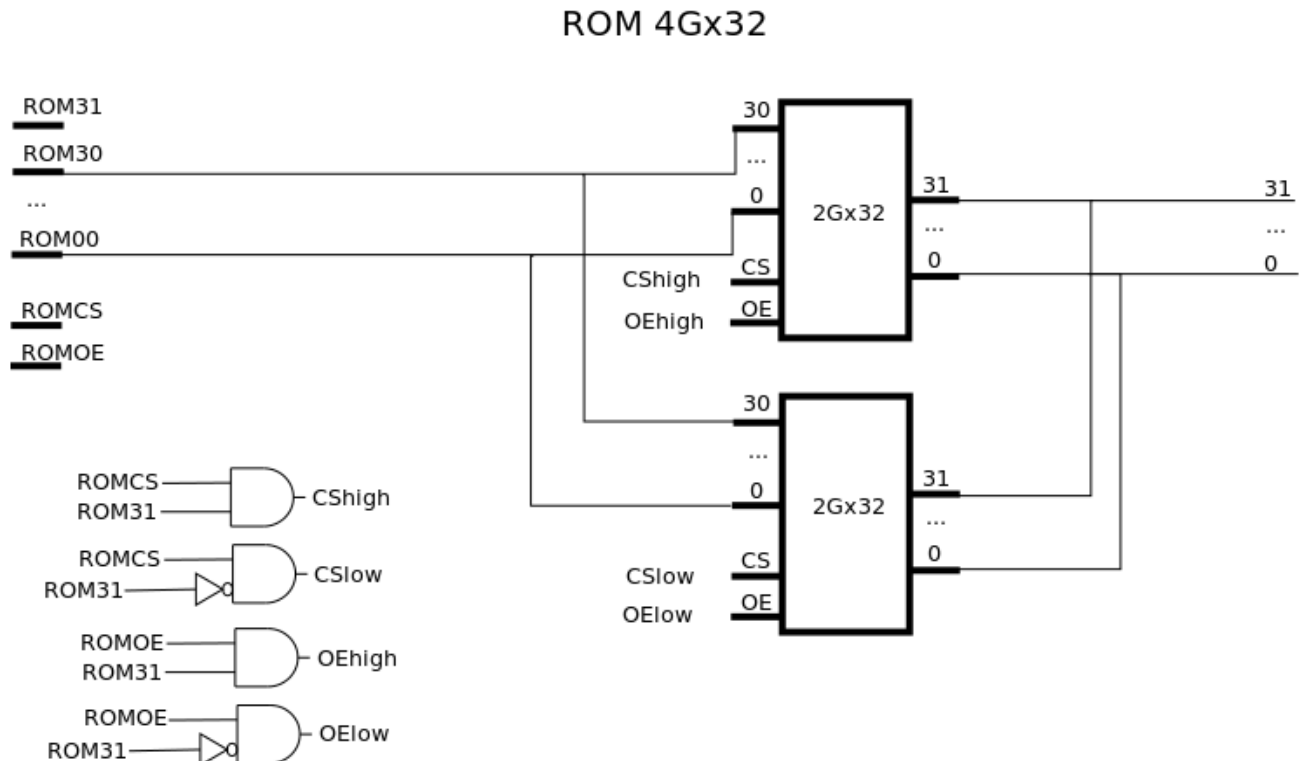 ROM 4Gx32
ROM31
ROM30
...
ROM00
ROMCS
ROMOE
30
...
0
CShigh CS
OEhigh OE
2Gx32
31
...
0
31
...
0
30
...
0
CSlow CS
OElow OE
2Gx32
31
...
0
ROMCS
ROM31
CShigh
ROMCS
ROM31
CSlow
ROMOE
ROM31
OEhigh
ROMOE
ROM31
OElow